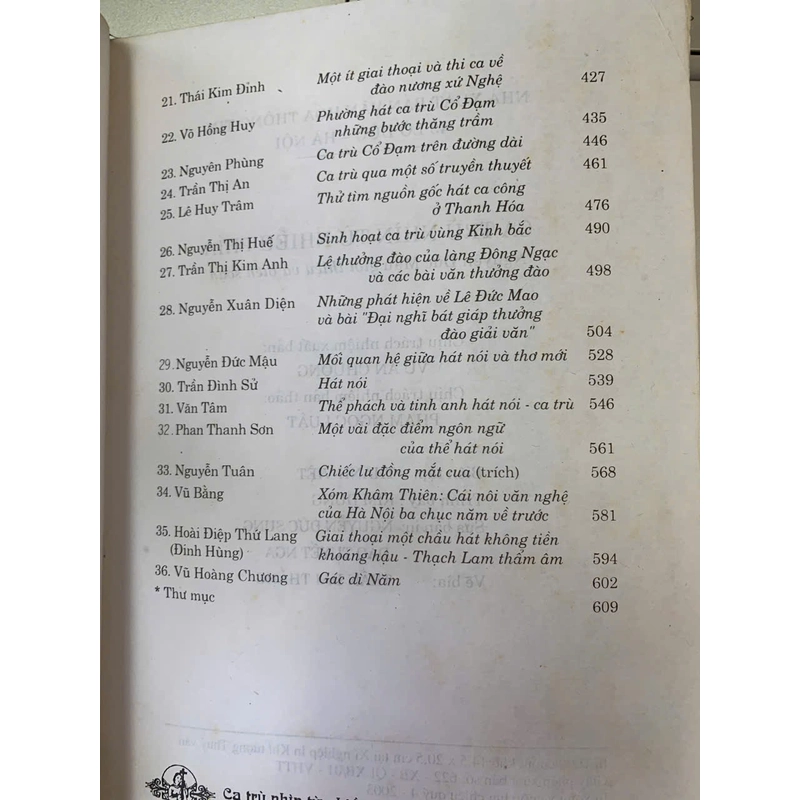 21. Thái Kim Đỉnh Một ít giai thoại và thi ca về
đào nương xứ Nghệ 427
22. Võ Hồng Huy Phường hát ca trù Cổ Đạm
những bước thăng trầm 435
23. Nguyên Phùng Ca trù Cổ Đạm trên đường dài 446
24. Trần Thị An Ca trù qua một số truyền thuyết 461
25. Lê Huy Trâm Thử tìm nguồn gốc hát ca công
ở Thanh Hóa 476
26. Nguyễn Thị Huế Sinh hoạt ca trù vùng Kinh bắc 490
27. Trần Thị Kim Anh Lệ thưởng đào của làng Đông Ngạc
và các bài văn thưởng đào 498
28. Nguyễn Xuân Diện Những phát hiện về Lê Đức Mao
và bài "Đại nghĩ bát giáp thưởng
đào giải văn" 504
29. Nguyễn Đức Mậu Mối quan hệ giữa hát nói và thơ mới 528
30. Trần Đình Sử Hát nói 539
31. Văn Tâm Thể phách và tinh anh hát nói - ca trù 546
32. Phan Thanh Sơn Một vài đặc điểm ngôn ngữ
của thể hát nói 561
33. Nguyễn Tuân Chiếc lư đồng mắt cua (trích) 568
34. Vũ Bằng Xóm Khâm Thiên: Cái nôi văn nghệ
của Hà Nội ba chục năm về trước 581
35. Hoài Điệp Thứ Lang Giai thoại một chầu hát không tiền
(Đinh Hùng) khoáng hậu - Thạch Lam thẩm âm 594
36. Vũ Hoàng Chương Gác dì Năm 602
* Thư mục 609
Ca trù nhìn từ